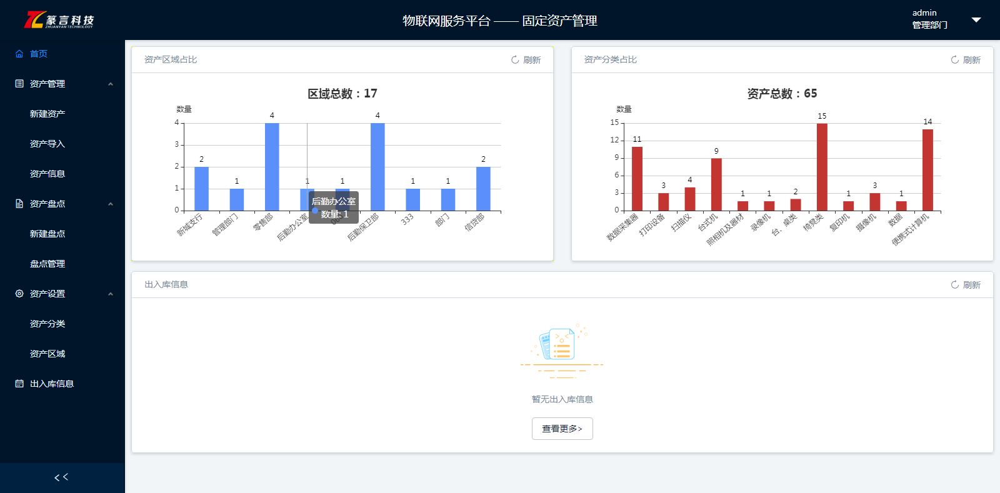 篆言科技
ZHUANYAN TECHNOLOGY
物联网服务平台 —— 固定资产管理
admin
管理部门
首页
资产管理
新建资产
资产导入
资产信息
资产盘点
新建盘点
盘点管理
资产设置
资产分类
资产区域
出入库信息
<<
资产区域占比
刷新
区域总数：17
数量
4
3
2
1
0
2
1
4
1
1
4
1
1
2
后勤办公室
数量: 1
新城支行
管理部门
零售部
后勤办公室
后勤保卫部
333
部门
信贷部
资产分类占比
刷新
资产总数：65
数量
15
12
9
6
3
0
11
3
4
9
1
1
2
15
1
3
1
14
数据采集器
打印设备
扫描仪
台式机
照相机及器材
录像机
台、桌类
椅凳类
复印机
摄像机
数据
便携式计算机
出入库信息
刷新
暂无出入库信息
查看更多>